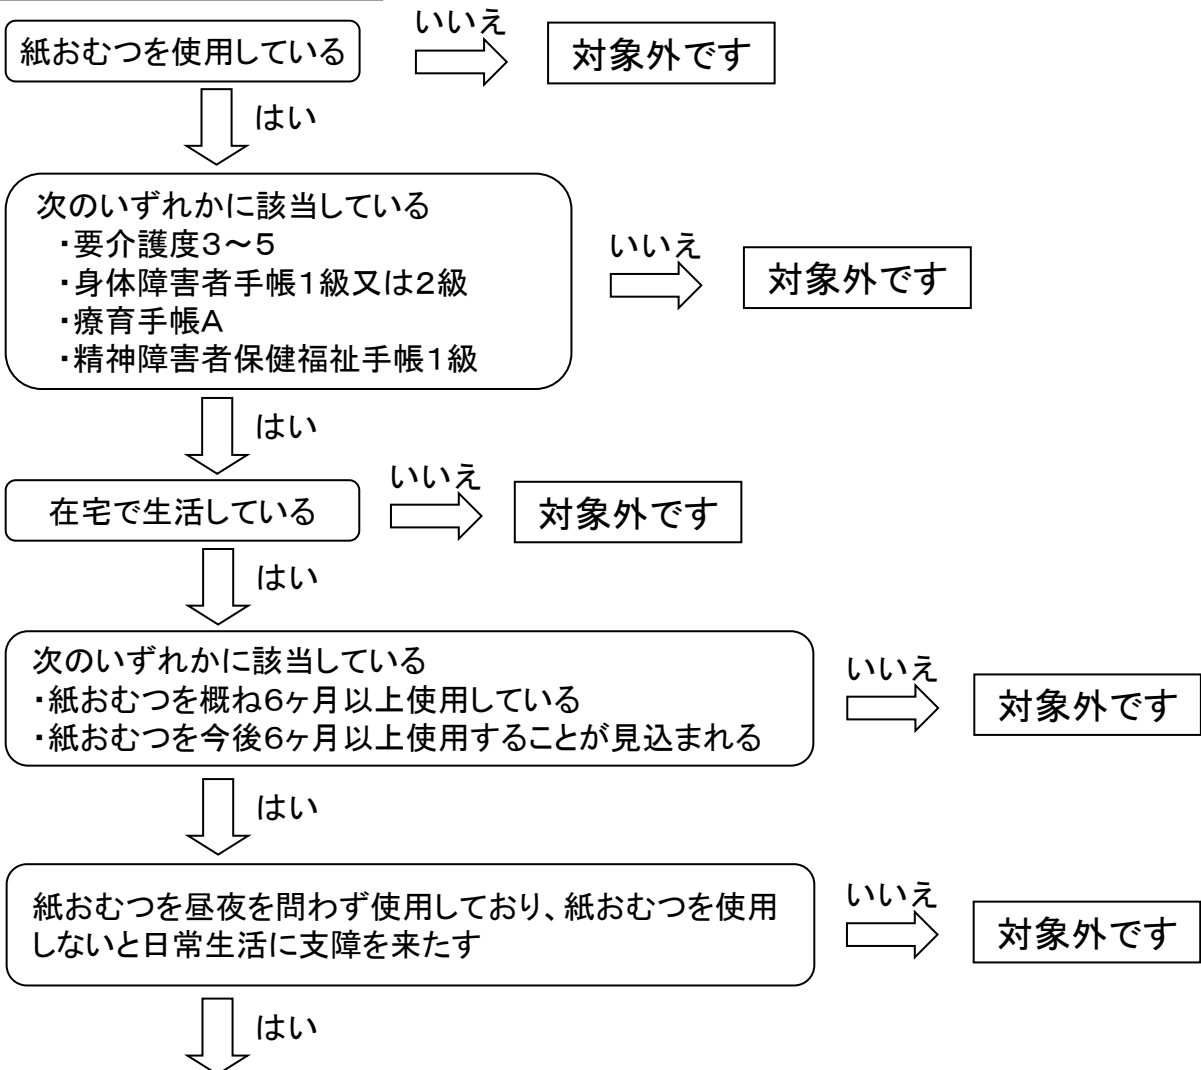 紙おむつを使用している
いいえ
対象外です
はい
次のいずれかに該当している
・要介護度3～5
・身体障害者手帳1級又は2級
・療育手帳A
・精神障害者保健福祉手帳1級
いいえ
対象外です
はい
在宅で生活している
いいえ
対象外です
はい
次のいずれかに該当している
・紙おむつを概ね6ヶ月以上使用している
・紙おむつを今後6ヶ月以上使用することが見込まれる
いいえ
対象外です
はい
紙おむつを昼夜を問わず使用しており、紙おむつを使用
しないと日常生活に支障を来たす
いいえ
対象外です
はい